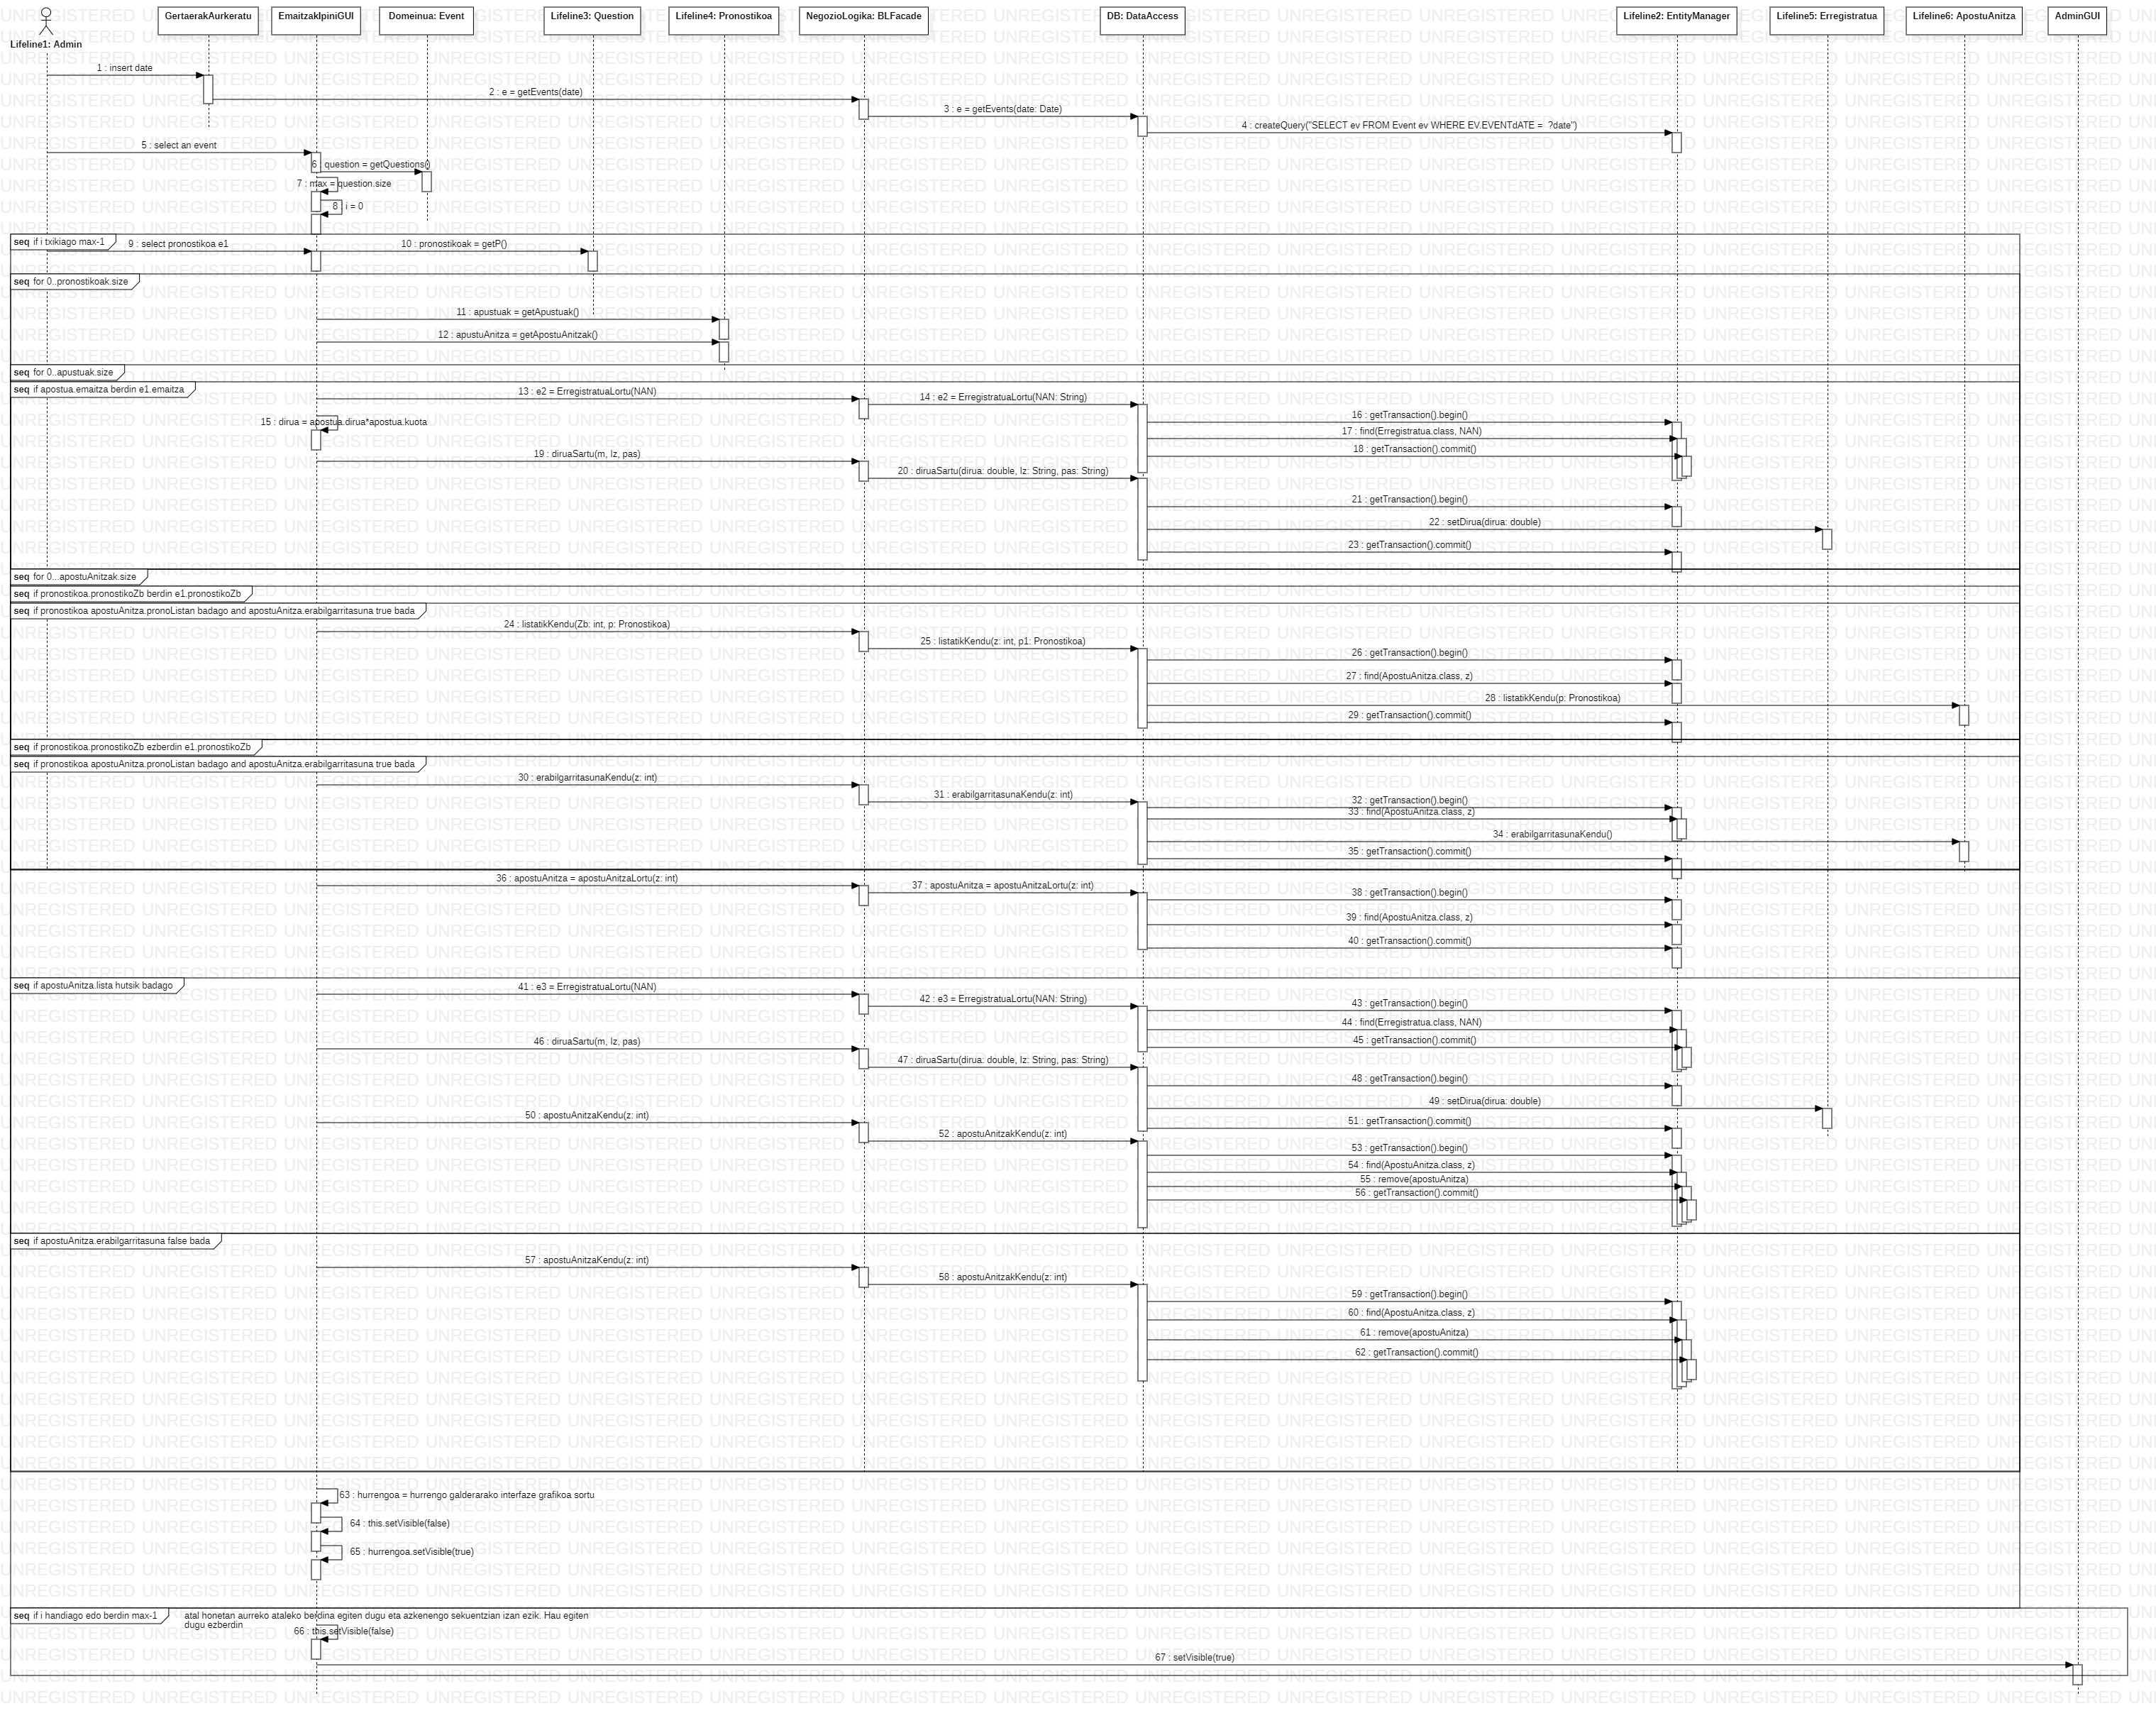 Lifeline1: Admin
GertaerakAurkeratu
EmaitzakIpiniGUI
Domeinua: Event
Lifeline3: Question
Lifeline4: Pronostikoa
NegozioLogika: BLFacade
DB: DataAccess
Lifeline2: EntityManager
Lifeline5: Erregistratua
Lifeline6: ApostuAnitza
AdminGUI
1 : insert date
2 : e = getEvents(date)
3 : e = getEvents(date: Date)
4 : createQuery("SELECT ev FROM Event ev WHERE EV.EVENTdATE = ?date")
5 : select an event
6 : question = getQuestions()
7 : max = question.size
8 : i = 0
seq if i txikiago max-1
9 : select pronostikoa e1
10 : pronostikoak = getP()
seq for 0..pronostikoak.size
11 : apustuak = getApustuak()
12 : apustuAnitza = getApostuAnitzak()
seq for 0..apustuak.size
seq if apostua.emaitza berdin e1.emaitza
13 : e2 = ErregistratuaLortu(NAN)
14 : e2 = ErregistratuaLortu(NAN: String)
15 : dirua = apostua.dirua*apostua.kuota
16 : getTransaction().begin()
17 : find(Erregistratua.class, NAN)
18 : getTransaction().commit()
19 : diruaSartu(m, Iz, pas)
20 : diruaSartu(dirua: double, Iz: String, pas: String)
21 : getTransaction().begin()
22 : setDirua(dirua: double)
23 : getTransaction().commit()
seq for 0...apostuAnitzak.size
seq if pronostikoa.pronostikoZb berdin e1.pronostikoZb
seq if pronostikoa apostuAnitza.pronoListan badago and apostuAnitza.erabilgarritasuna true bada
24 : listatikKendu(Zb: int, p: Pronostikoa)
25 : listatikKendu(z: int, p1: Pronostikoa)
26 : getTransaction().begin()
27 : find(ApostuAnitza.class, z)
28 : listatikKendu(p: Pronostikoa)
29 : getTransaction().commit()
seq if pronostikoa.pronostikoZb ezberdin e1.pronostikoZb
seq if pronostikoa apostuAnitza.pronoListan badago and apostuAnitza.erabilgarritasuna true bada
30 : erabilgarritasunaKendu(z: int)
31 : erabilgarritasunaKendu(z: int)
32 : getTransaction().begin()
33 : find(ApostuAnitza.class, z)
34 : erabilgarritasunaKendu()
35 : getTransaction().commit()
36 : apostuAnitza = apostuAnitzaLortu(z: int)
37 : apostuAnitza = apostuAnitzaLortu(z: int)
38 : getTransaction().begin()
39 : find(ApostuAnitza.class, z)
40 : getTransaction().commit()
seq if apostuAnitza.lista hutsik badago
41 : e3 = ErregistratuaLortu(NAN)
42 : e3 = ErregistratuaLortu(NAN: String)
43 : getTransaction().begin()
44 : find(Erregistratua.class, NAN)
45 : getTransaction().commit()
46 : diruaSartu(m, Iz, pas)
47 : diruaSartu(dirua: double, Iz: String, pas: String)
48 : getTransaction().begin()
49 : setDirua(dirua: double)
50 : apostuAnitzaKendu(z: int)
51 : getTransaction().commit()
52 : apostuAnitzakKendu(z: int)
53 : getTransaction().begin()
54 : find(ApostuAnitza.class, z)
55 : remove(apostuAnitza)
56 : getTransaction().commit()
seq if apostuAnitza.erabilgarritasuna false bada
57 : apostuAnitzaKendu(z: int)
58 : apostuAnitzakKendu(z: int)
59 : getTransaction().begin()
60 : find(ApostuAnitza.class, z)
61 : remove(apostuAnitza)
62 : getTransaction().commit()
63 : hurrengoa = hurrengo galderarako interfaze grafikoa sortu
64 : this.setVisible(false)
65 : hurrengoa.setVisible(true)
seq if i handiago edo berdin max-1
atal honetan aurreko ataleko berdina egiten dugu eta azkenengo sekuentzian izan ezik. Hau egiten
dugu ezberdin
66 : this.setVisible(false)
67 : setVisible(true)